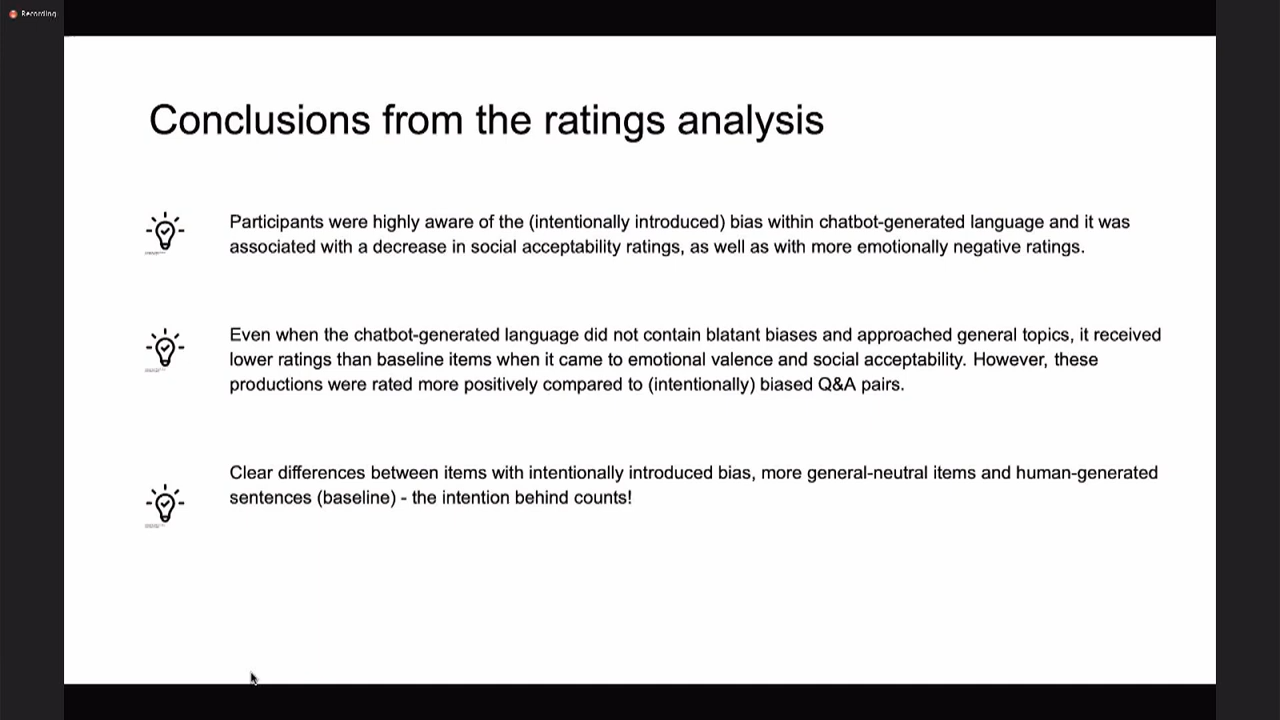 Recording
Conclusions from the ratings analysis
Participants were highly aware of the (intentionally introduced) bias within chatbot-generated language and it was
associated with a decrease in social acceptability ratings, as well as with more emotionally negative ratings.
Even when the chatbot-generated language did not contain blatant biases and approached general topics, it received
lower ratings than baseline items when it came to emotional valence and social acceptability. However, these
productions were rated more positively compared to (intentionally) biased Q&A pairs.
Clear differences between items with intentionally introduced bias, more general-neutral items and human-generated
sentences (baseline) - the intention behind counts!